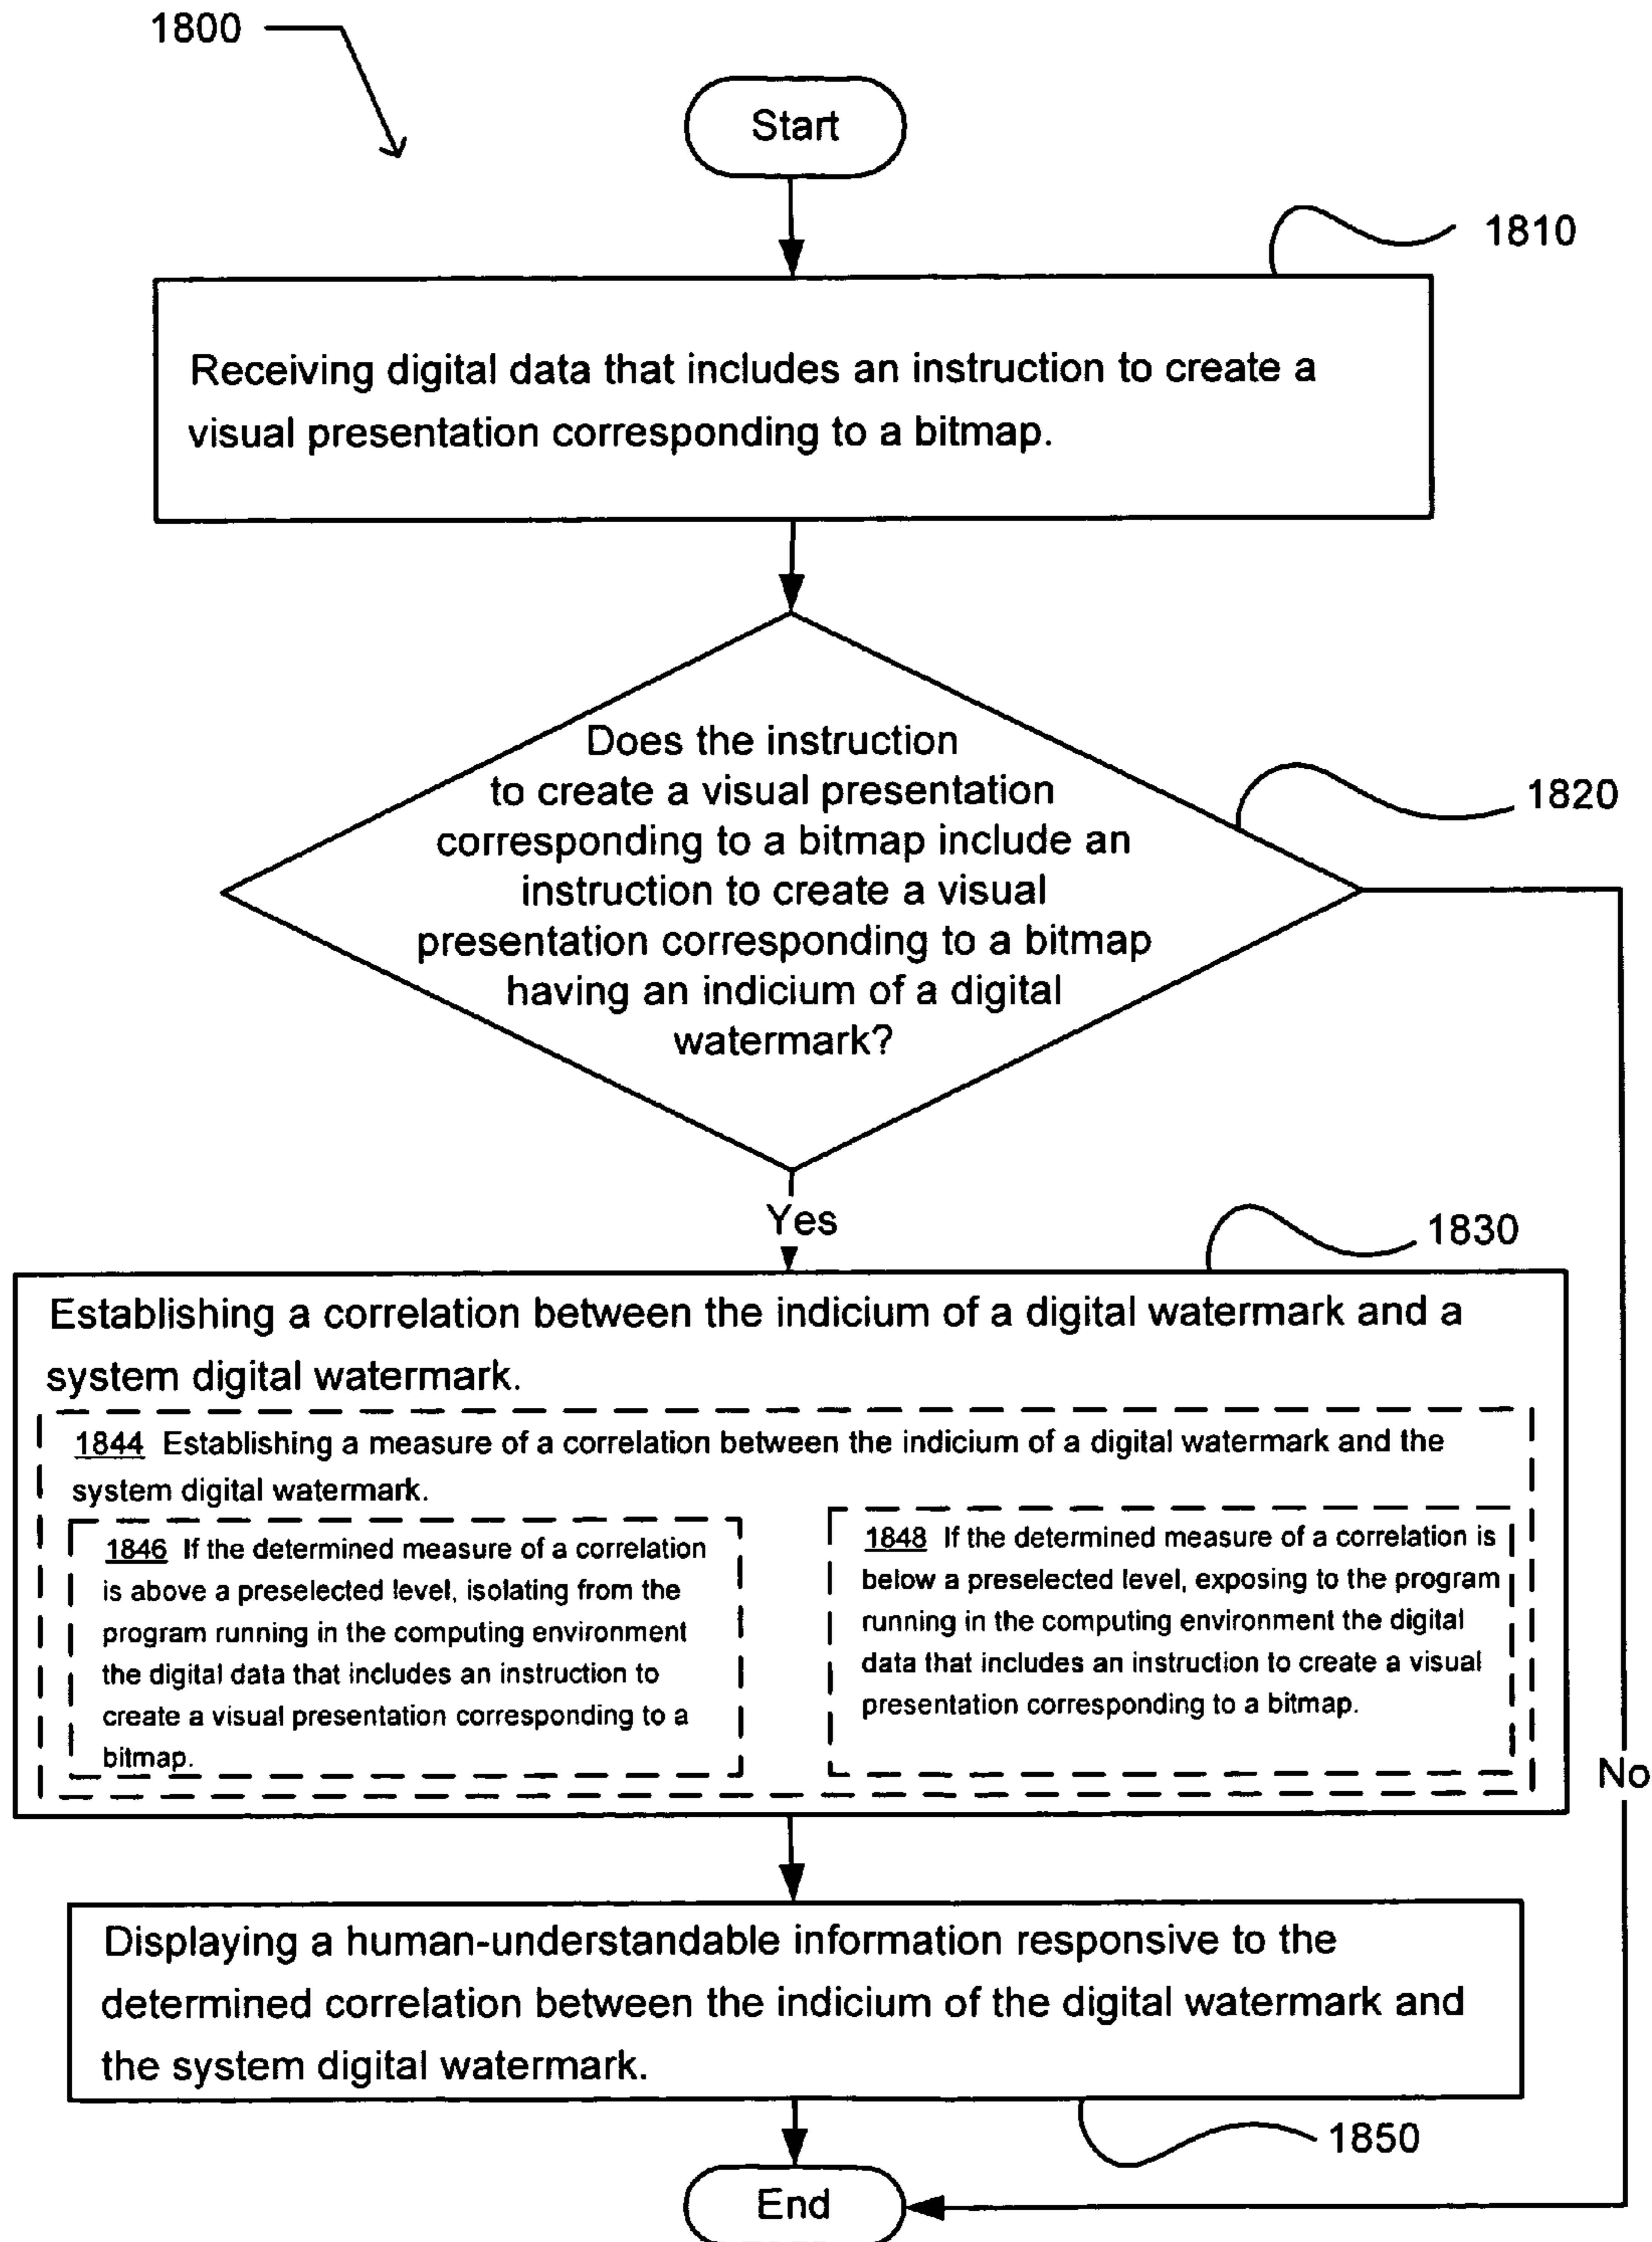 1800
Start
1810
Receiving digital data that includes an instruction to create a
visual presentation corresponding to a bitmap.
Does the instruction
to create a visual presentation
corresponding to a bitmap include an
instruction to create a visual
presentation corresponding to a bitmap
having an indicium of a digital
watermark?
1820
Yes
1830
Establishing a correlation between the indicium of a digital watermark and a
system digital watermark.
1844 Establishing a measure of a correlation between the indicium of a digital watermark and the
system digital watermark.
1846 If the determined measure of a correlation
is above a preselected level, isolating from the
program running in the computing environment
the digital data that includes an instruction to
create a visual presentation corresponding to a
bitmap.
1848 If the determined measure of a correlation is
below a preselected level, exposing to the program
running in the computing environment the digital
data that includes an instruction to create a visual
presentation corresponding to a bitmap.
No
Displaying a human-understandable information responsive to the
determined correlation between the indicium of the digital watermark and
the system digital watermark.
1850
End